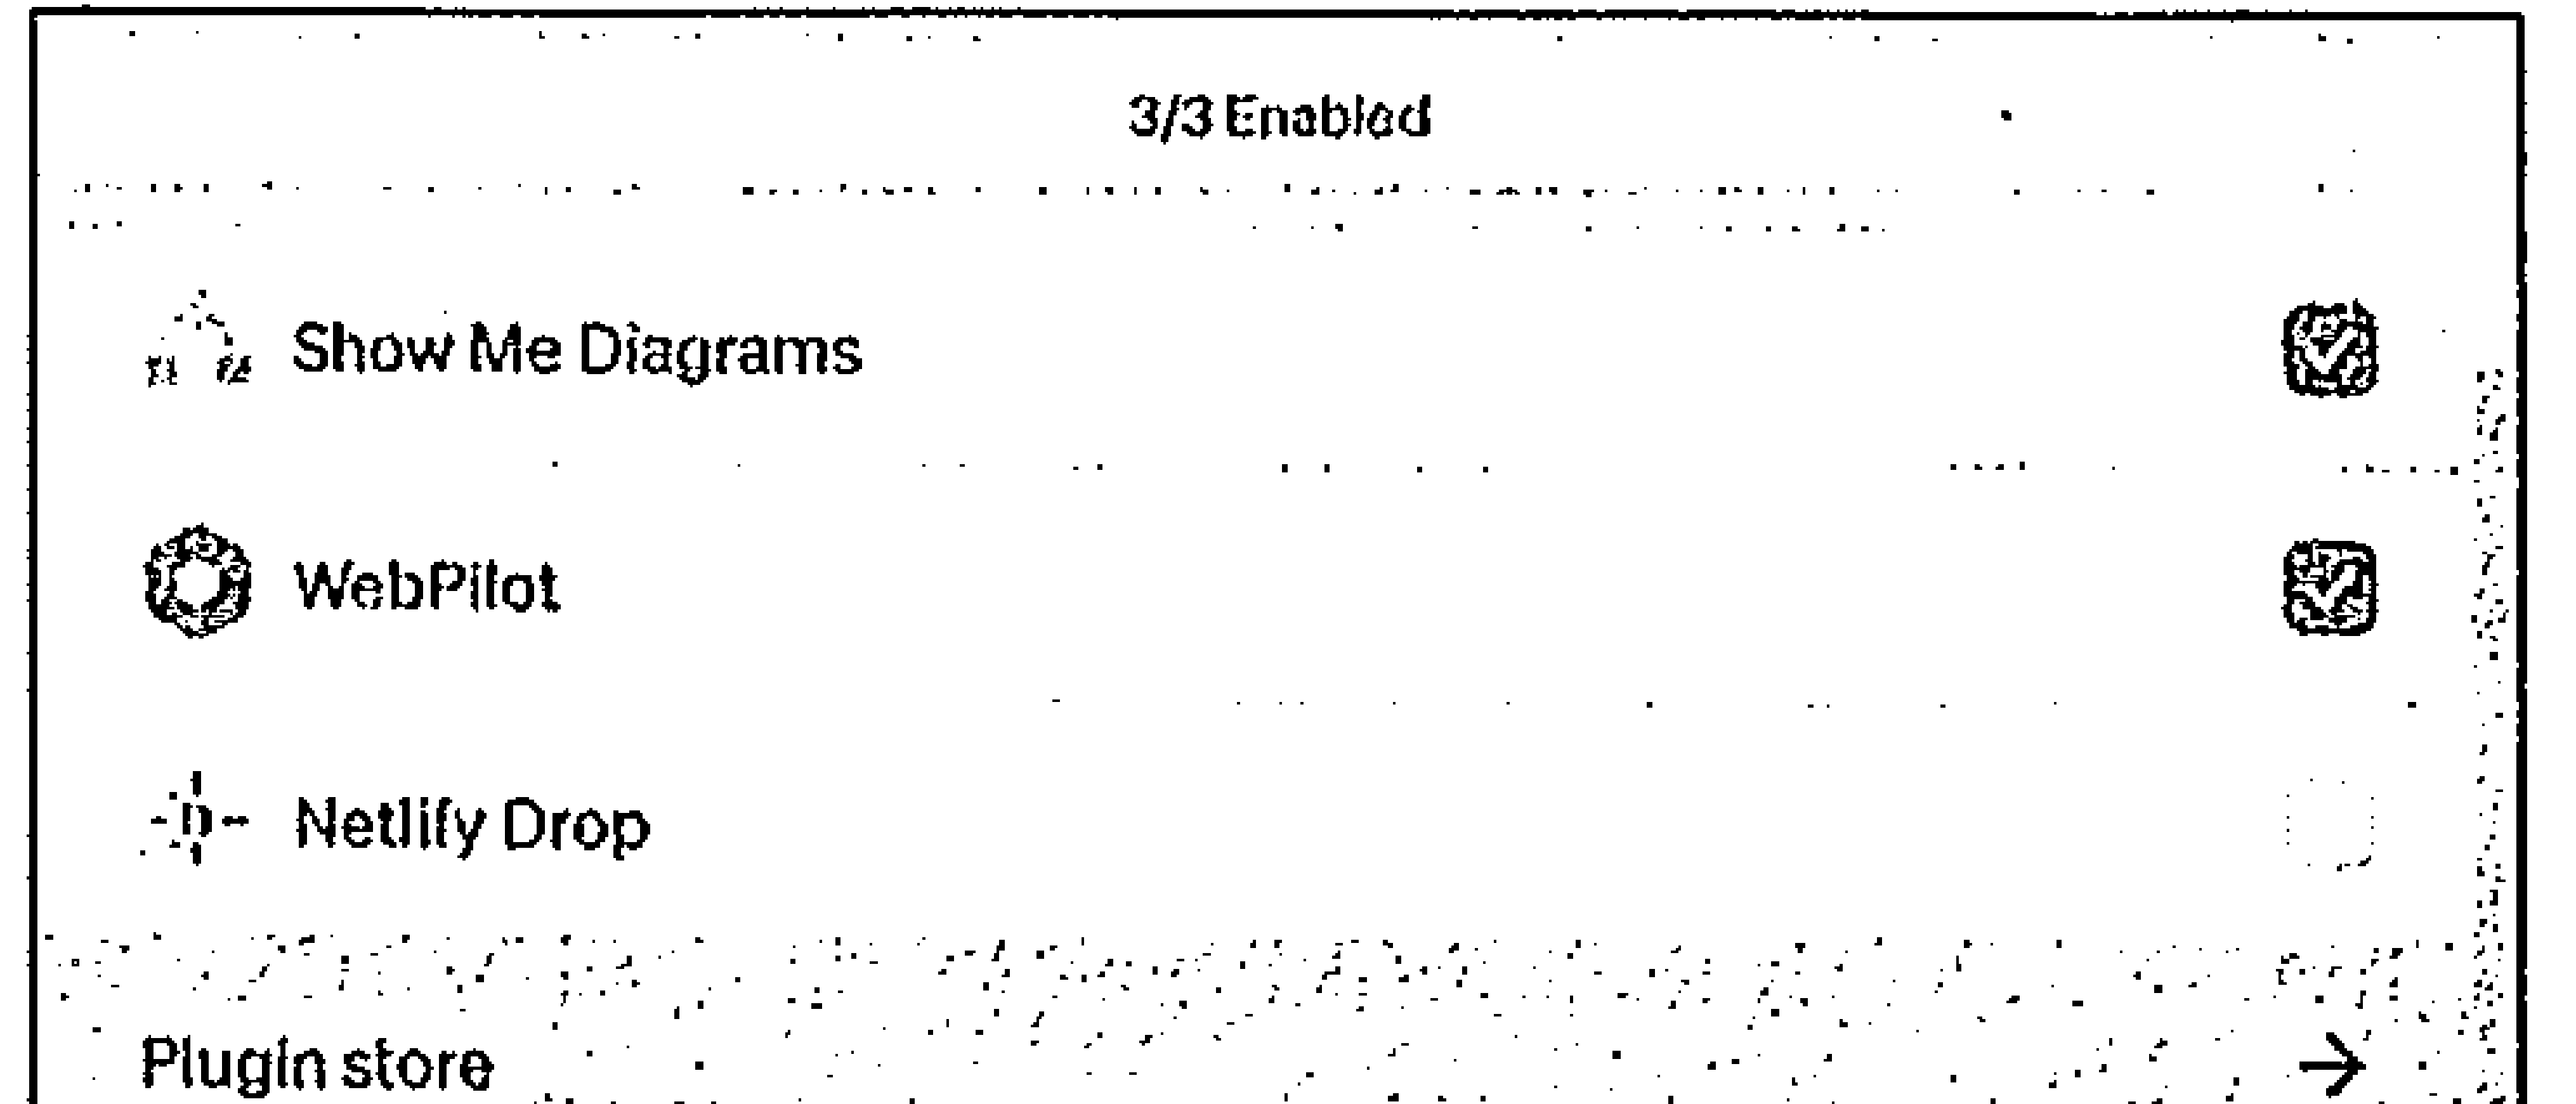 3/3 Enabled
Show Me Diagrams
WebPilot
Netlify Drop
Plugin store